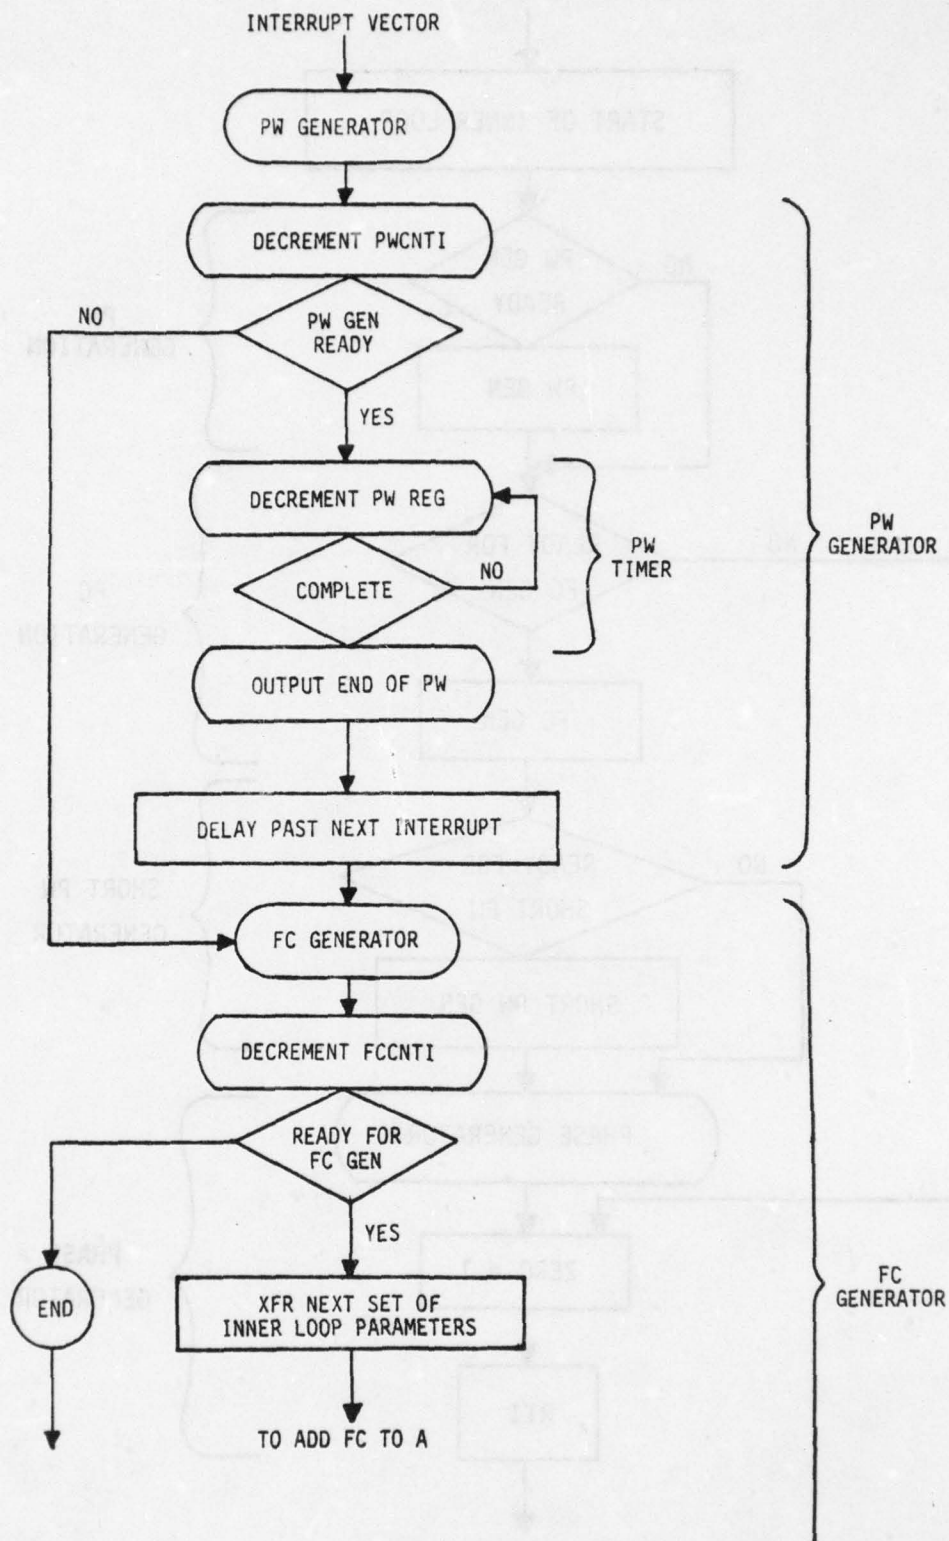 INTERRUPT VECTOR
PW GENERATOR
DECREMENT PWCNTI
NO
PW GEN
READY
YES
DECREMENT PW REG
COMPLETE
NO
PW
TIMER
PW
GENERATOR
OUTPUT END OF PW
DELAY PAST NEXT INTERRUPT
FC GENERATOR
DECREMENT FCCNTI
READY FOR
FC GEN
YES
END
XFR NEXT SET OF
INNER LOOP PARAMETERS
FC
GENERATOR
TO ADD FC TO A